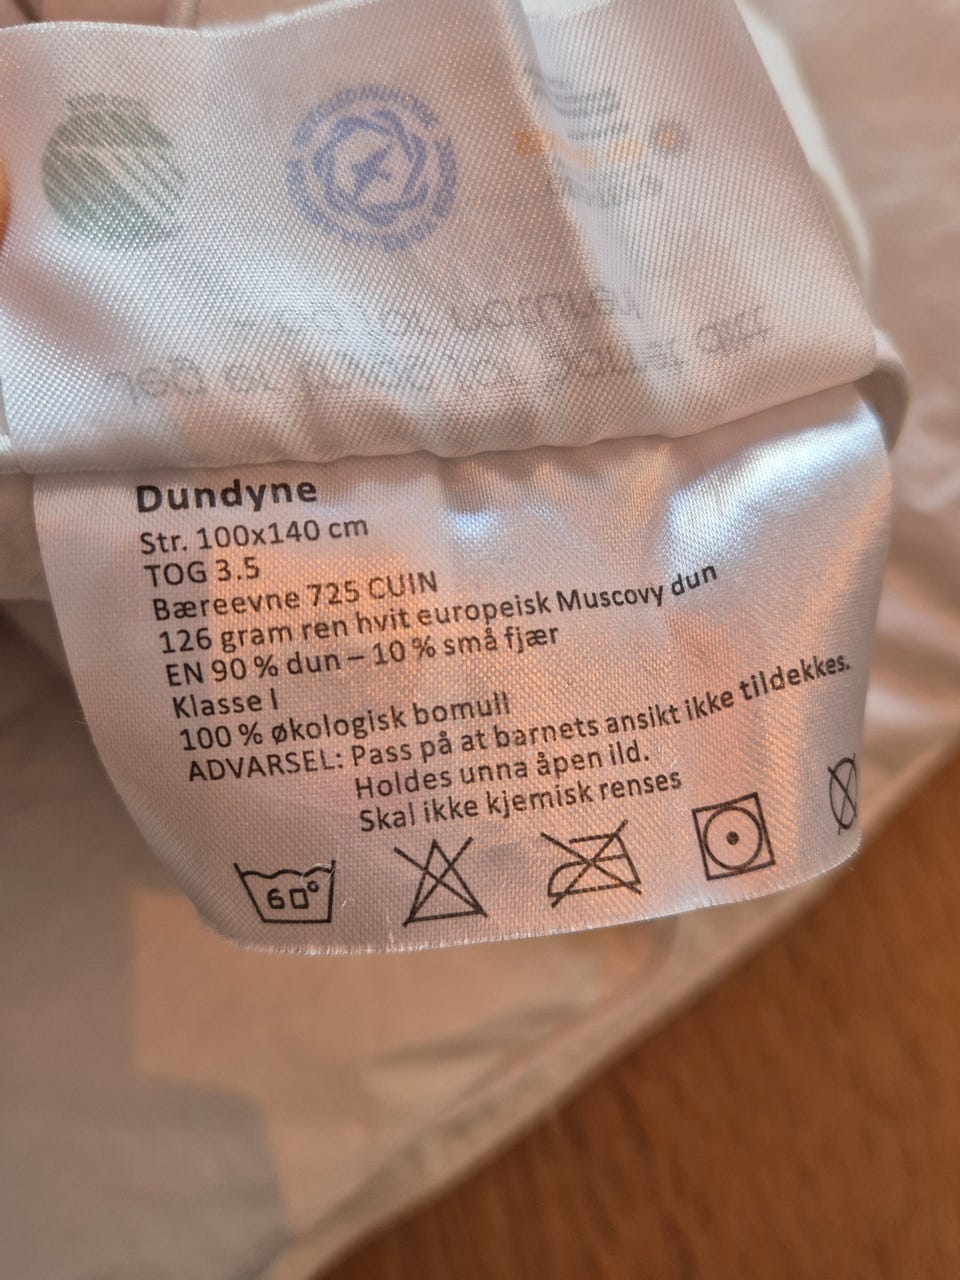 Dundyne
Str. 100x140 cm
TOG 3.5
Bæreevne 725 CUIN
126 gram ren hvit europeisk Muscovy dun
EN 90 % dun – 10 % små fjær
Klasse I
100 % økologisk bomull
ADVARSEL: Pass på at barnets ansikt ikke tildekkes.
Holdes unna åpen ild.
Skal ikke kjemisk renses
60°